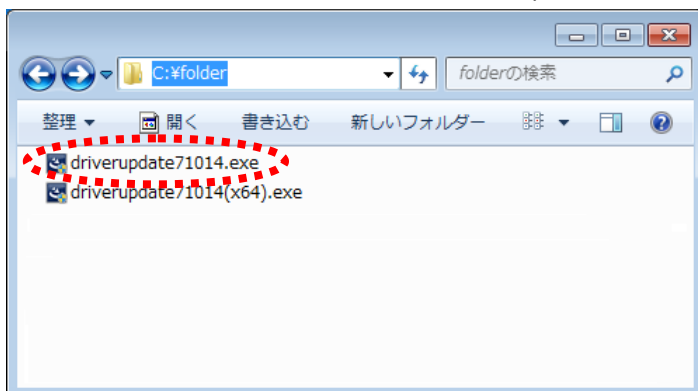 C:¥folder
folderの検索
整理 開く 書き込む 新しいフォルダー
driverupdate71014.exe
driverupdate71014(x64).exe